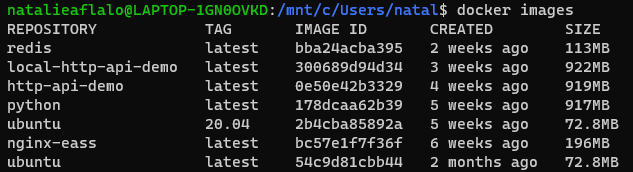 natalieaflalo@LAPTOP-1GN0OVKD:/mnt/c/Users/natal$ docker images
REPOSITORY TAG IMAGE ID CREATED SIZE
redis latest bba24acba395 2 weeks ago 113MB
local-http-api-demo latest 300689d94d34 3 weeks ago 922MB
http-api-demo latest 0e50e42b3329 4 weeks ago 919MB
python latest 178dcaa62b39 5 weeks ago 917MB
ubuntu 20.04 2b4cba85892a 5 weeks ago 72.8MB
nginx-eass latest bc57e1f7f36f 6 weeks ago 196MB
ubuntu latest 54c9d81cbb44 2 months ago 72.8MB